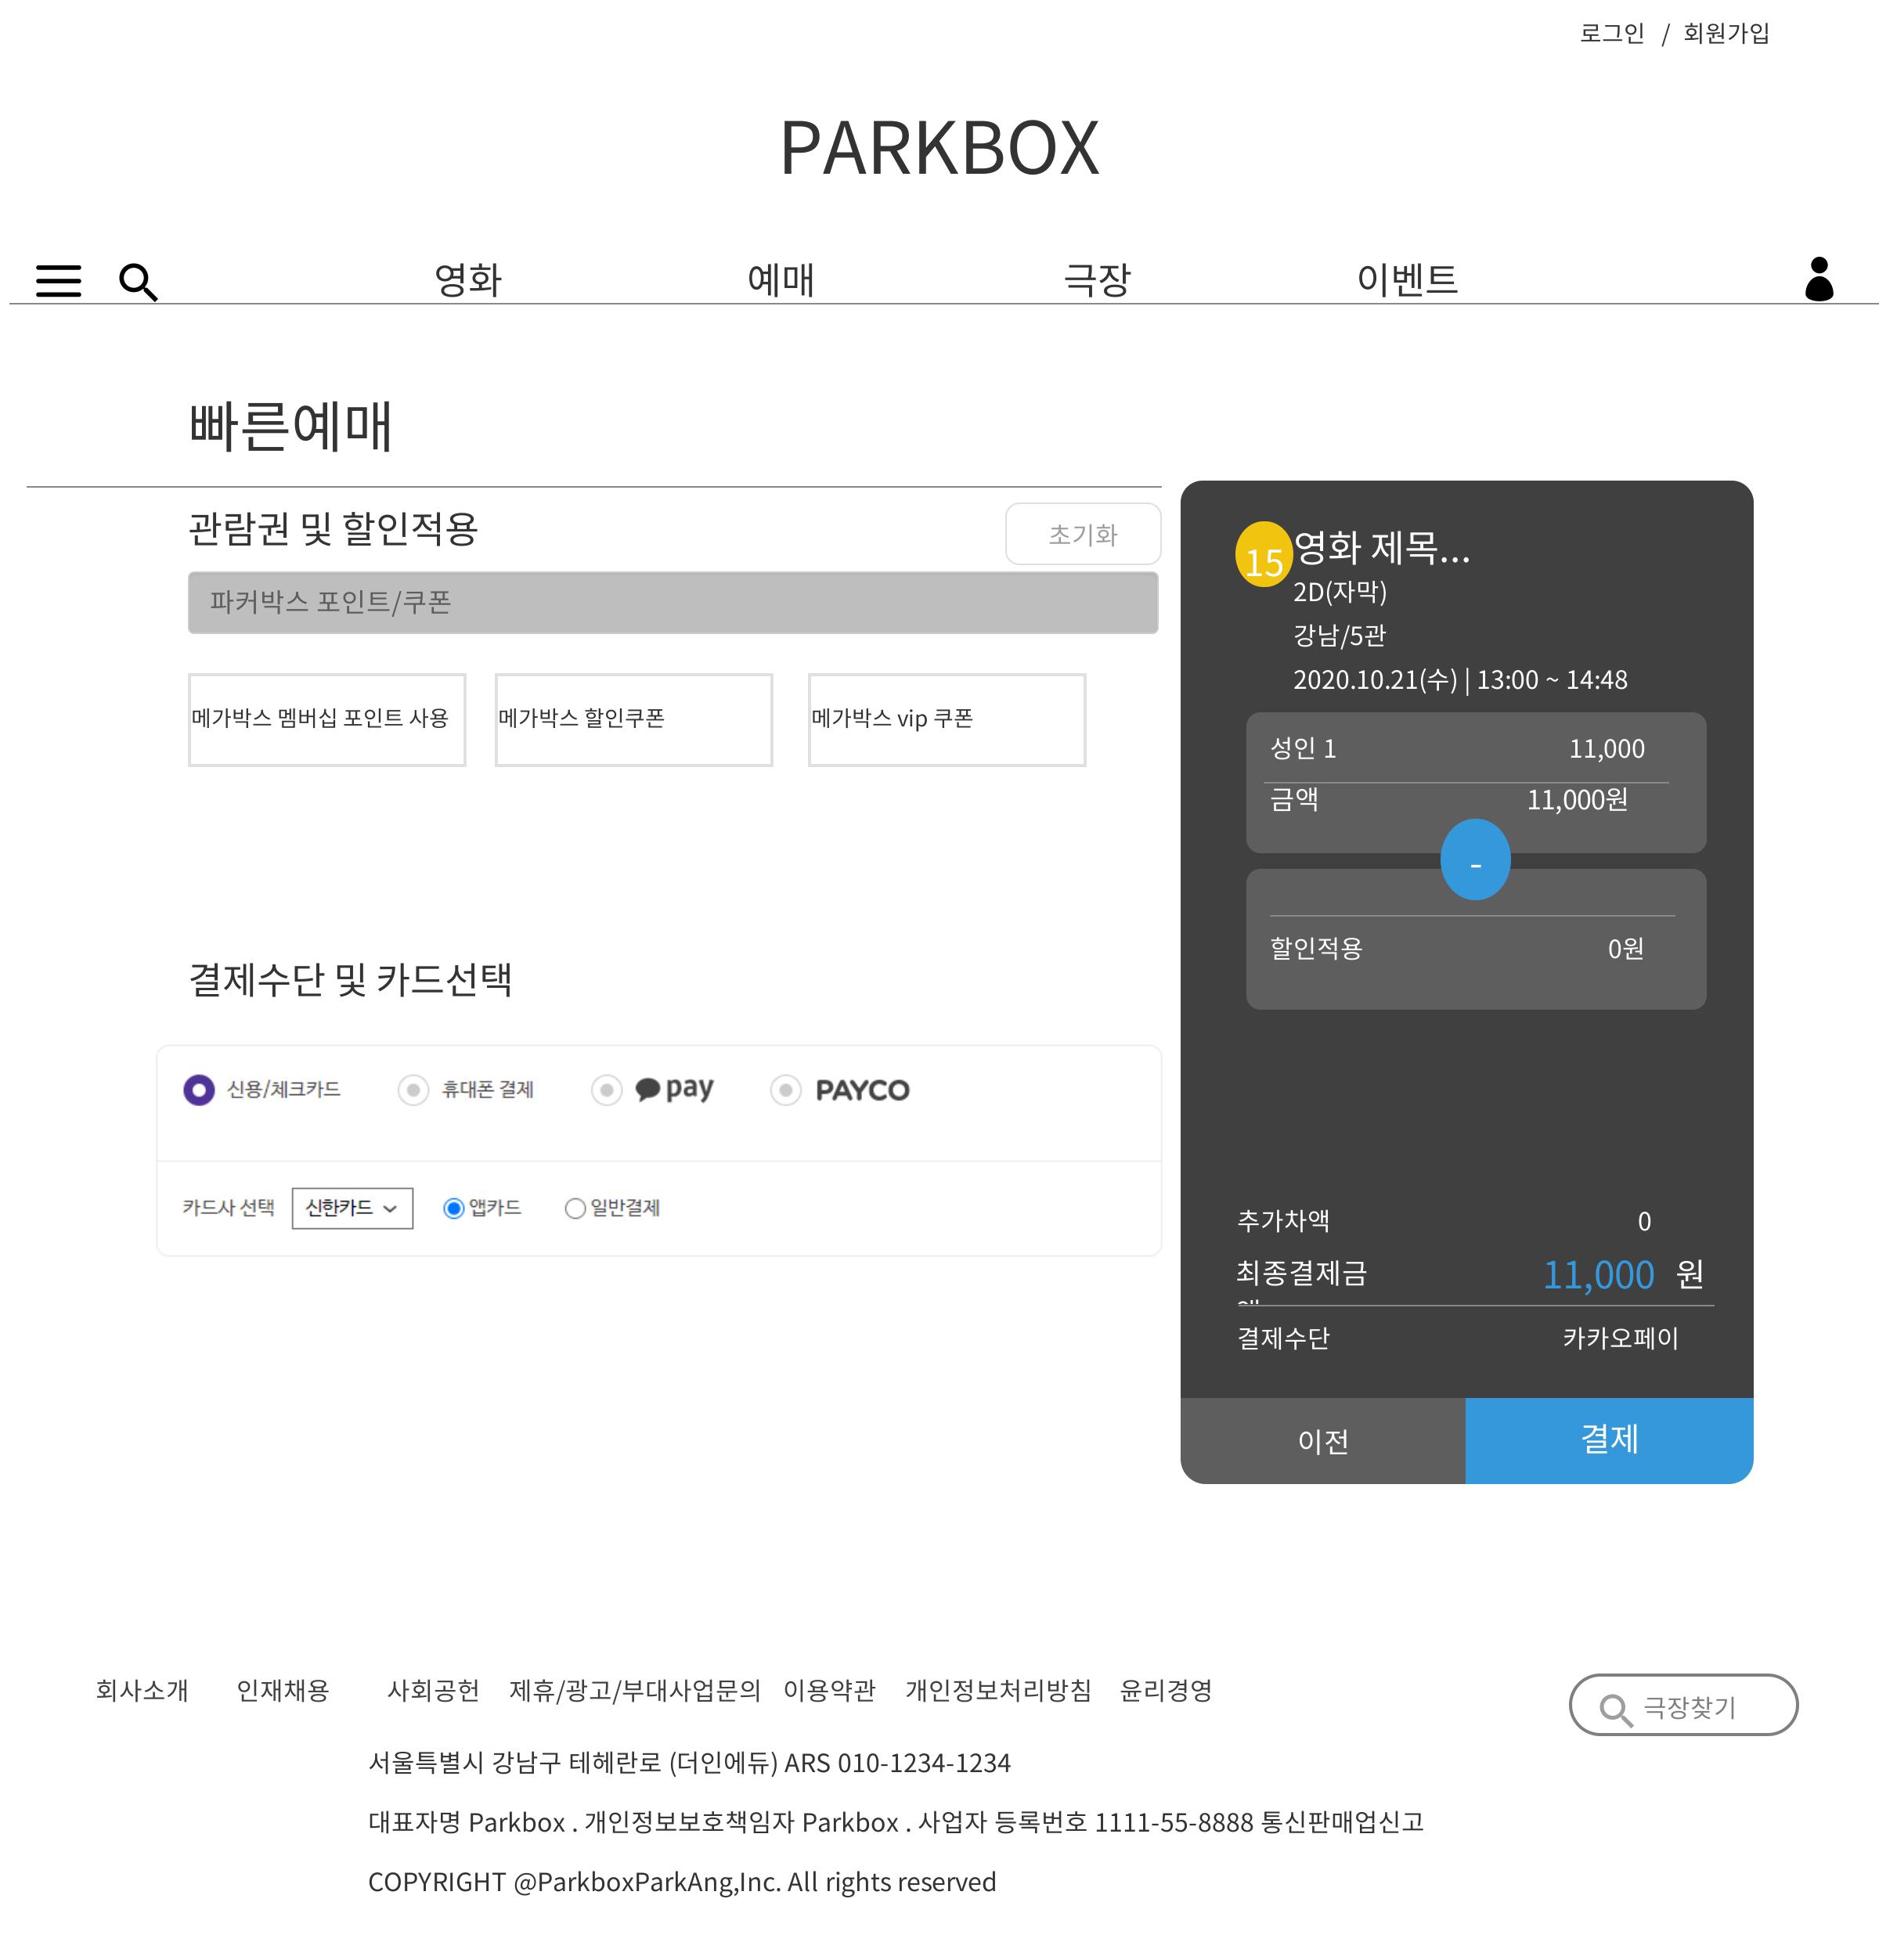 로그인 / 회원가입
PARKBOX
영화 예매 극장 이벤트
빠른예매
관람권 및 할인적용
초기화
파커박스 포인트/쿠폰
메가박스 멤버십 포인트 사용
메가박스 할인쿠폰
메가박스 vip 쿠폰
결제수단 및 카드선택
신용/체크카드 휴대폰 결제 pay PAYCO
카드사 선택 신한카드 앱카드 일반결제
15 영화 제목...
2D(자막)
강남/5관
2020.10.21(수) | 13:00 ~ 14:48
성인 1 11,000
금액 11,000원
-
할인적용 0원
추가차액 0
최종결제금 11,000 원
결제수단 카카오페이
이전 결제
회사소개 인재채용 사회공헌 제휴/광고/부대사업문의 이용약관 개인정보처리방침 윤리경영
극장찾기
서울특별시 강남구 테헤란로 (더인에듀) ARS 010-1234-1234
대표자명 Parkbox . 개인정보보호책임자 Parkbox . 사업자 등록번호 1111-55-8888 통신판매업신고
COPYRIGHT @ParkboxParkAng,Inc. All rights reserved